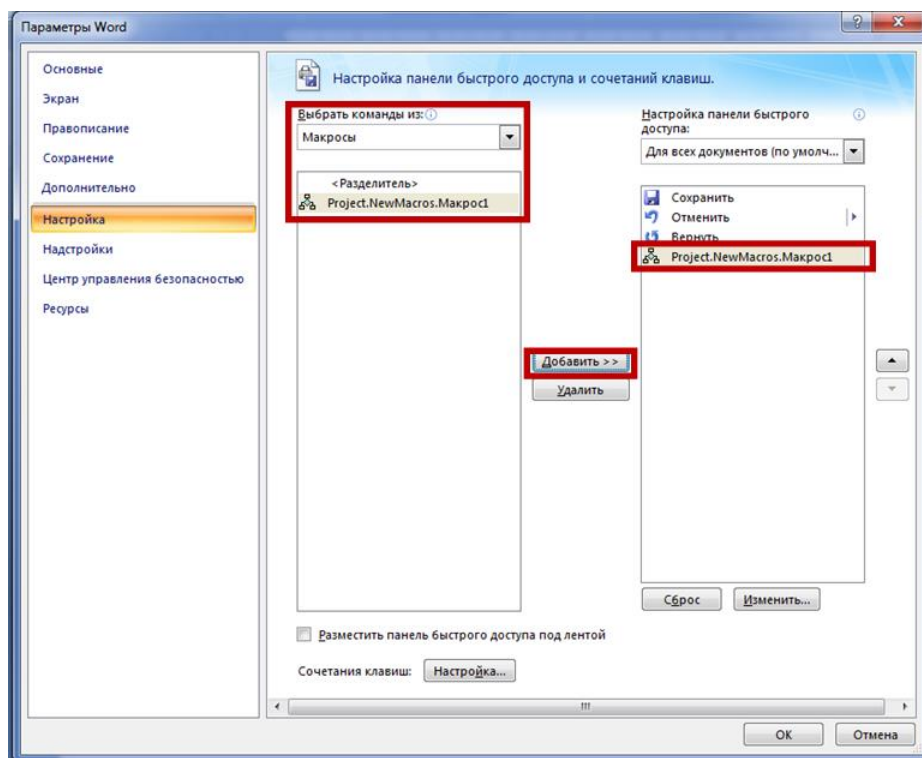 Параметры Word
Основные
Экран
Правописание
Сохранение
Дополнительно
Настройка
Надстройки
Центр управления безопасностью
Ресурсы
Настройка панели быстрого доступа и сочетаний клавиш.
Выбрать команды из:
Макросы
<Разделитель>
Project.NewMacros.Макрос1
Добавить >>
Удалить
Настройка панели быстрого
доступа:
Для всех документов (по умолч...
Сохранить
Отменить
Вернуть
Project.NewMacros.Макрос1
Сброс
Изменить...
Разместить панель быстрого доступа под лентой
Сочетания клавиш:
Настройка...
ОК
Отмена